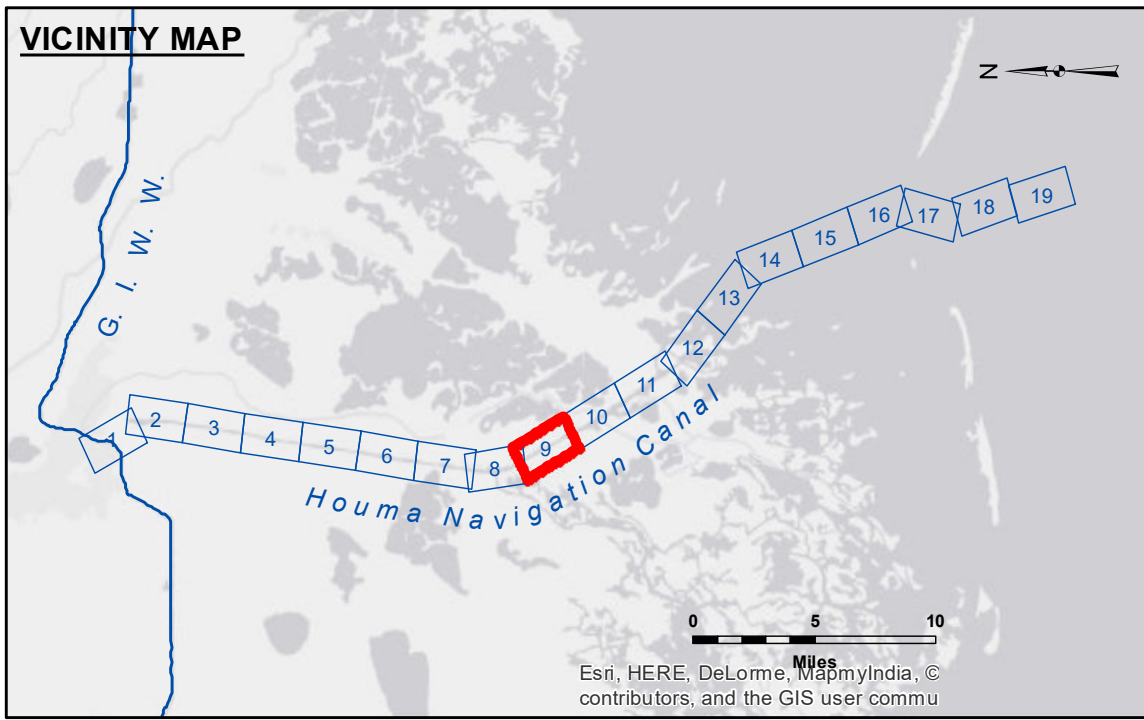 VICINITY MAP
N
G. I. W. W.
1
2
3
4
5
6
7
8
9
10
11
12
13
14
15
16
17
18
19
Houma Navigation Canal
0 5 10
Miles
Esri, HERE, DeLorme, MapmyIndia, ©
contributors, and the GIS user commu